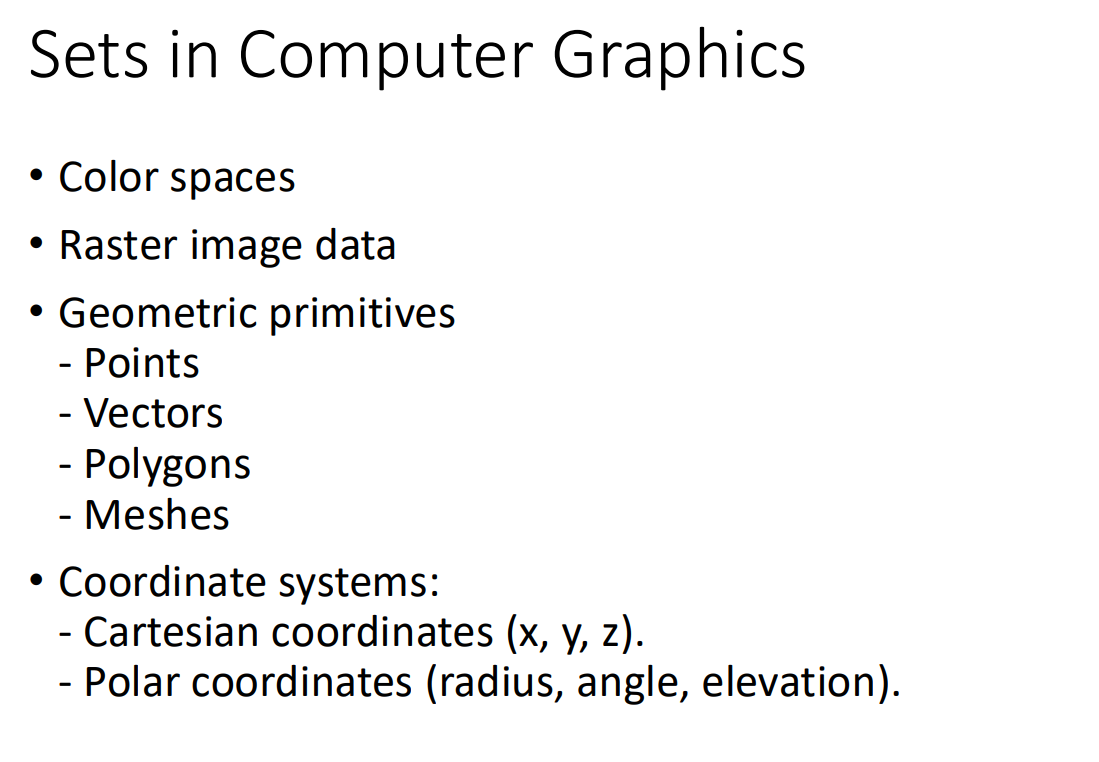 Sets in Computer Graphics
• Color spaces
• Raster image data
• Geometric primitives
- Points
- Vectors
- Polygons
- Meshes
• Coordinate systems:
- Cartesian coordinates (x, y, z).
- Polar coordinates (radius, angle, elevation).